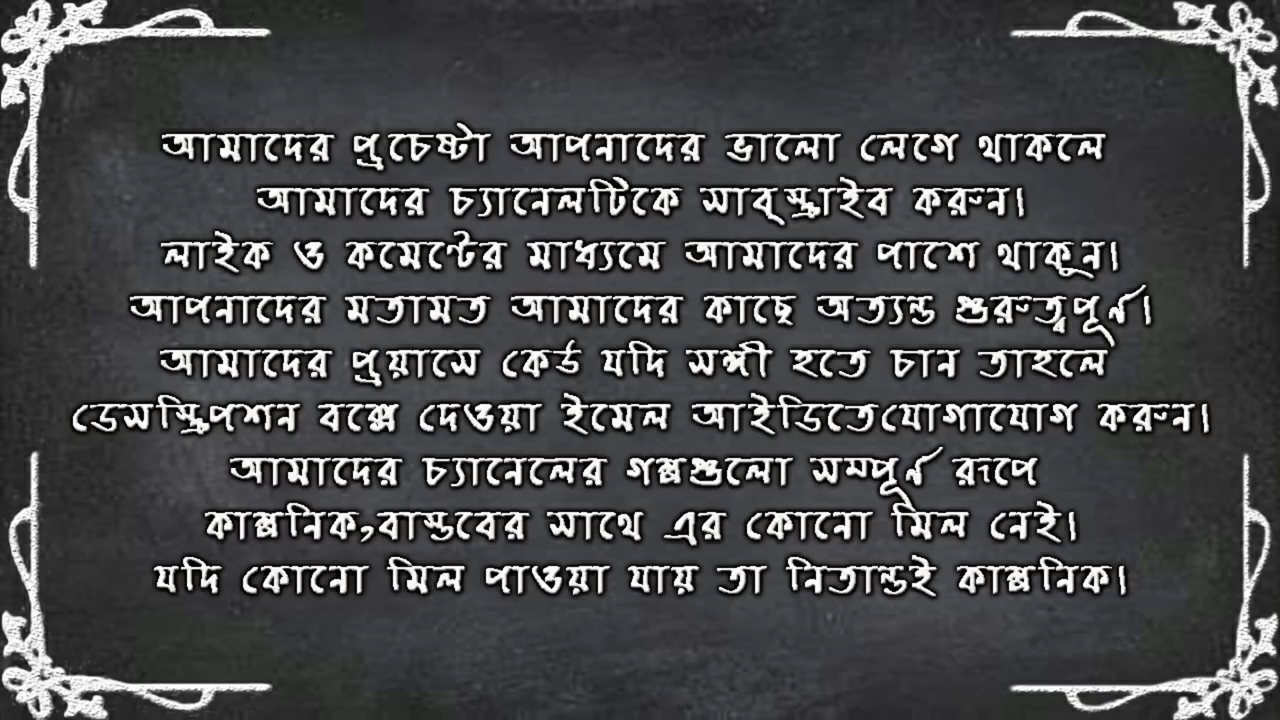 আমাদের প্রচেষ্টা আপনাদের ভালো লেগে থাকলে
আমাদের চ্যানেলটিকে সাব্‌স্ক্রাইব করুন।
লাইক ও কমেন্টের মাধ্যমে আমাদের পাশে থাকুন।
আপনাদের মতামত আমাদের কাছে অত্যন্ত গুরুত্বপূর্ণ।
আমাদের প্রয়াসে কেউ যদি সঙ্গী হতে চান তাহলে
ডেসস্ক্রিপশন বক্সে দেওয়া ইমেল আইডিতেযোগাযোগ করুন।
আমাদের চ্যানেলের গল্পগুলো সম্পূর্ণ রূপে
কাল্পনিক,বাস্তবের সাথে এর কোনো মিল নেই।
যদি কোনো মিল পাওয়া যায় তা নিতান্তই কাল্পনিক।